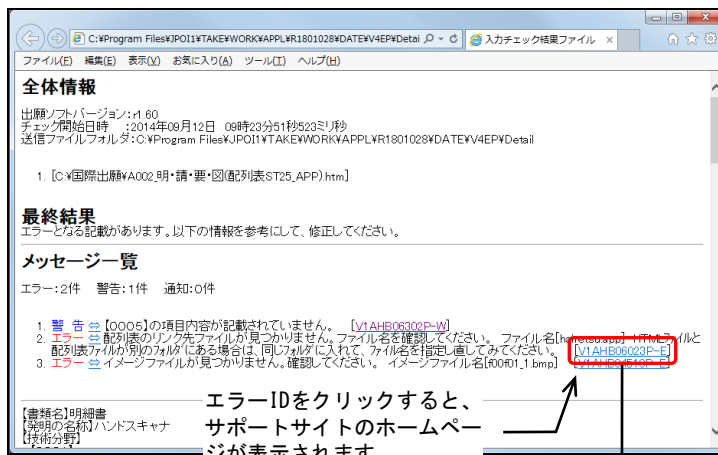 C:¥Program Files¥JPOI1¥TAKE¥WORK¥APPL¥R1801028¥DATE¥V4EP¥Detai
入力チェック結果ファイル ×
ファイル(F) 編集(E) 表示(V) お気に入り(A) ツール(T) ヘルプ(H)
全体情報
出願ソフトバージョン:r1.60
チェック開始日時 :2014年09月12日 09時23分51秒523ミリ秒
送信ファイルフォルダ:C:¥Program Files¥JPOI1¥TAKE¥WORK¥APPL¥R1801028¥DATE¥V4EP¥Detail
1. [C:¥国際出願¥A002_明・請・要・図(配列表ST25_APP).htm]
最終結果
エラーとなる記載があります。以下の情報を参考にして、修正してください。
メッセージ一覧
エラー:2件 警告:1件 通知:0件
1. 警 告 ⇔ 【0005】の項目内容が記載されていません。 [V1AHB06302P-W]
2. エラー ⇔ 配列表のリンク先ファイルが見つかりません。ファイル名を確認してください。 ファイル名[hairetsu.app] HTMLファイルと
配列表ファイルが別のフォルダにある場合は、同じフォルダに入れて、ファイル名を指定し直してみてください。 [V1AHB06023P-E]
3. エラー ⇔ イメージファイルが見つかりません。確認してください。 イメージファイル名[f00f01_1.bmp]
【書類名】明細書
【発明の名称】ハンドスキャナ
【技術分野】
エラーIDをクリックすると、
サポートサイトのホームペー
ジが表示されます